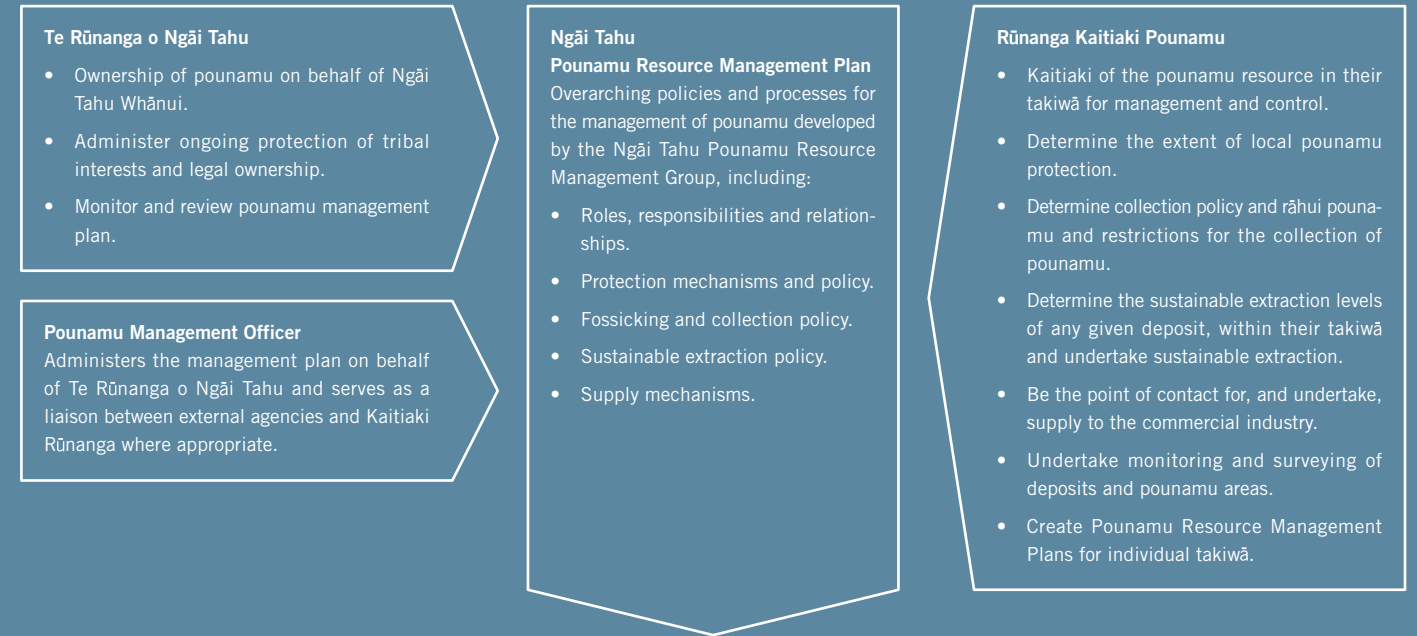 Te Rūnanga o Ngāi Tahu
• Ownership of pounamu on behalf of Ngāi
Tahu Whānui.
• Administer ongoing protection of tribal
interests and legal ownership.
• Monitor and review pounamu management
plan.
Pounamu Management Officer
Administers the management plan on behalf
of Te Rūnanga o Ngāi Tahu and serves as a
liaison between external agencies and Kaitiaki
Rūnanga where appropriate.
Ngāi Tahu
Pounamu Resource Management Plan
Overarching policies and processes for
the management of pounamu developed
by the Ngāi Tahu Pounamu Resource
Management Group, including:
• Roles, responsibilities and relation-
ships.
• Protection mechanisms and policy.
• Fossicking and collection policy.
• Sustainable extraction policy.
• Supply mechanisms.
Rūnanga Kaitiaki Pounamu
• Kaitiaki of the pounamu resource in their
takiwā for management and control.
• Determine the extent of local pounamu
protection.
• Determine collection policy and rāhui pouna-
mu and restrictions for the collection of
pounamu.
• Determine the sustainable extraction levels
of any given deposit, within their takiwā
and undertake sustainable extraction.
• Be the point of contact for, and undertake,
supply to the commercial industry.
• Undertake monitoring and surveying of
deposits and pounamu areas.
• Create Pounamu Resource Management
Plans for individual takiwā.